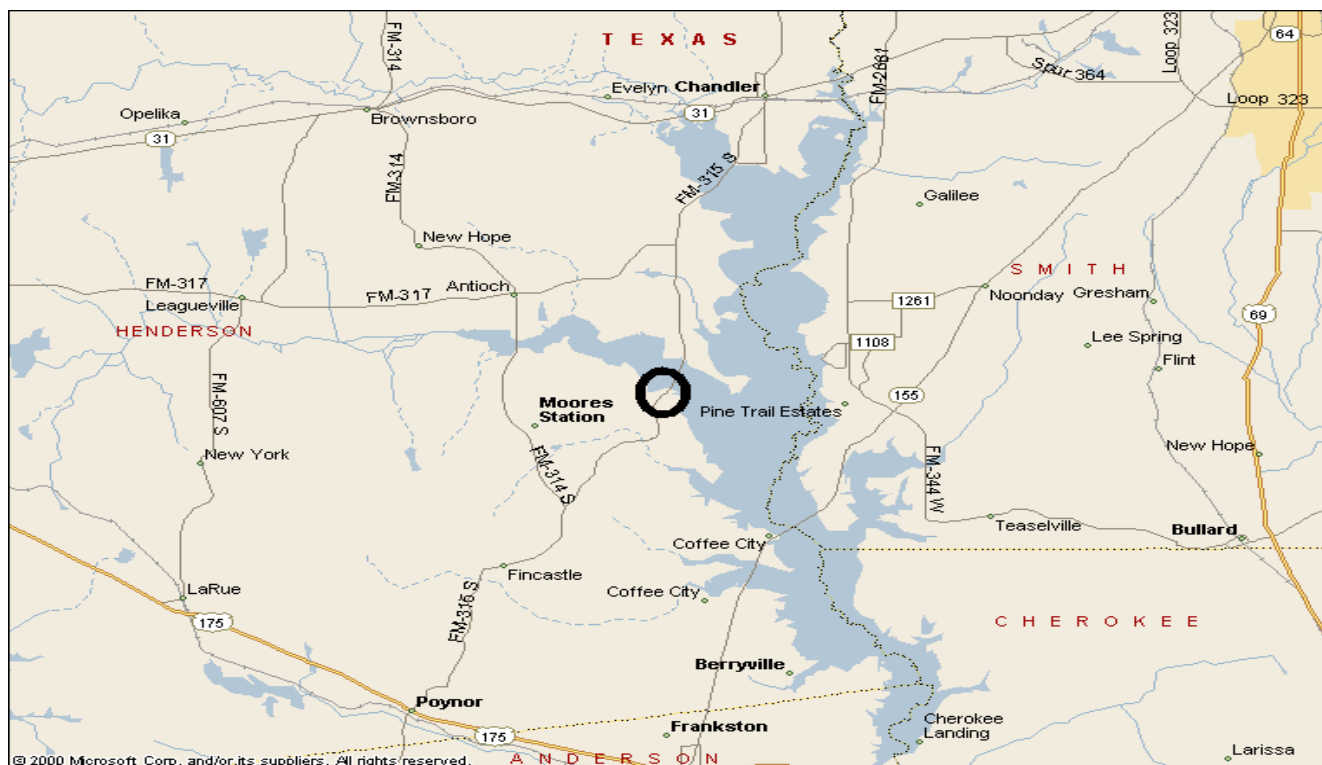 TEXAS
FM-314
FM-2661
Loop 323
64
Spur 364
Evelyn
Chandler
Opelika
Brownsboro
31
31
Loop 323
FM-314
FM-315 S
Galilee
New Hope
SMITH
FM-317
Leagueville
FM-317
Antioch
1261
Noonday
Gresham
69
HENDERSON
1108
Lee Spring
Flint
FM-607 S
Moores
Station
Pine Trail Estates
155
New Hope
New York
FM-314 S
FM-344 W
Teaselville
Bullard
Coffee City
Fincastle
LaRue
Coffee City
175
FM-315 S
CHEROKEE
Berryville
Poynor
Frankston
175
Cherokee
Landing
Larissa
ANDERSON
© 2000 Microsoft Corp. and/or its suppliers. All rights reserved.